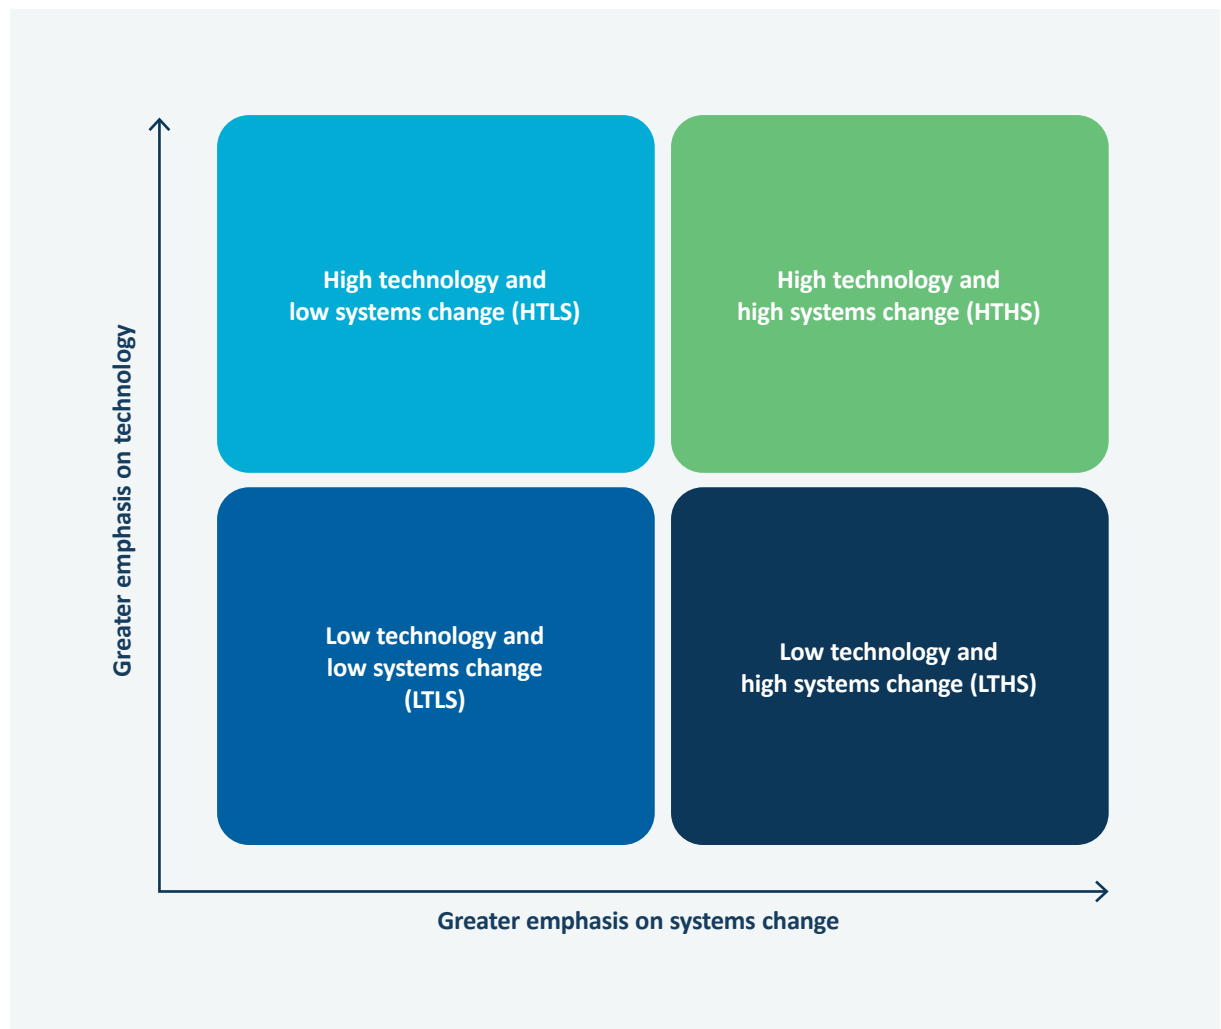 High technology and
low systems change (HTLS)
High technology and
high systems change (HTHS)
Greater emphasis on technology
Low technology and
low systems change
(LTLS)
Low technology and
high systems change (LTHS)
Greater emphasis on systems change